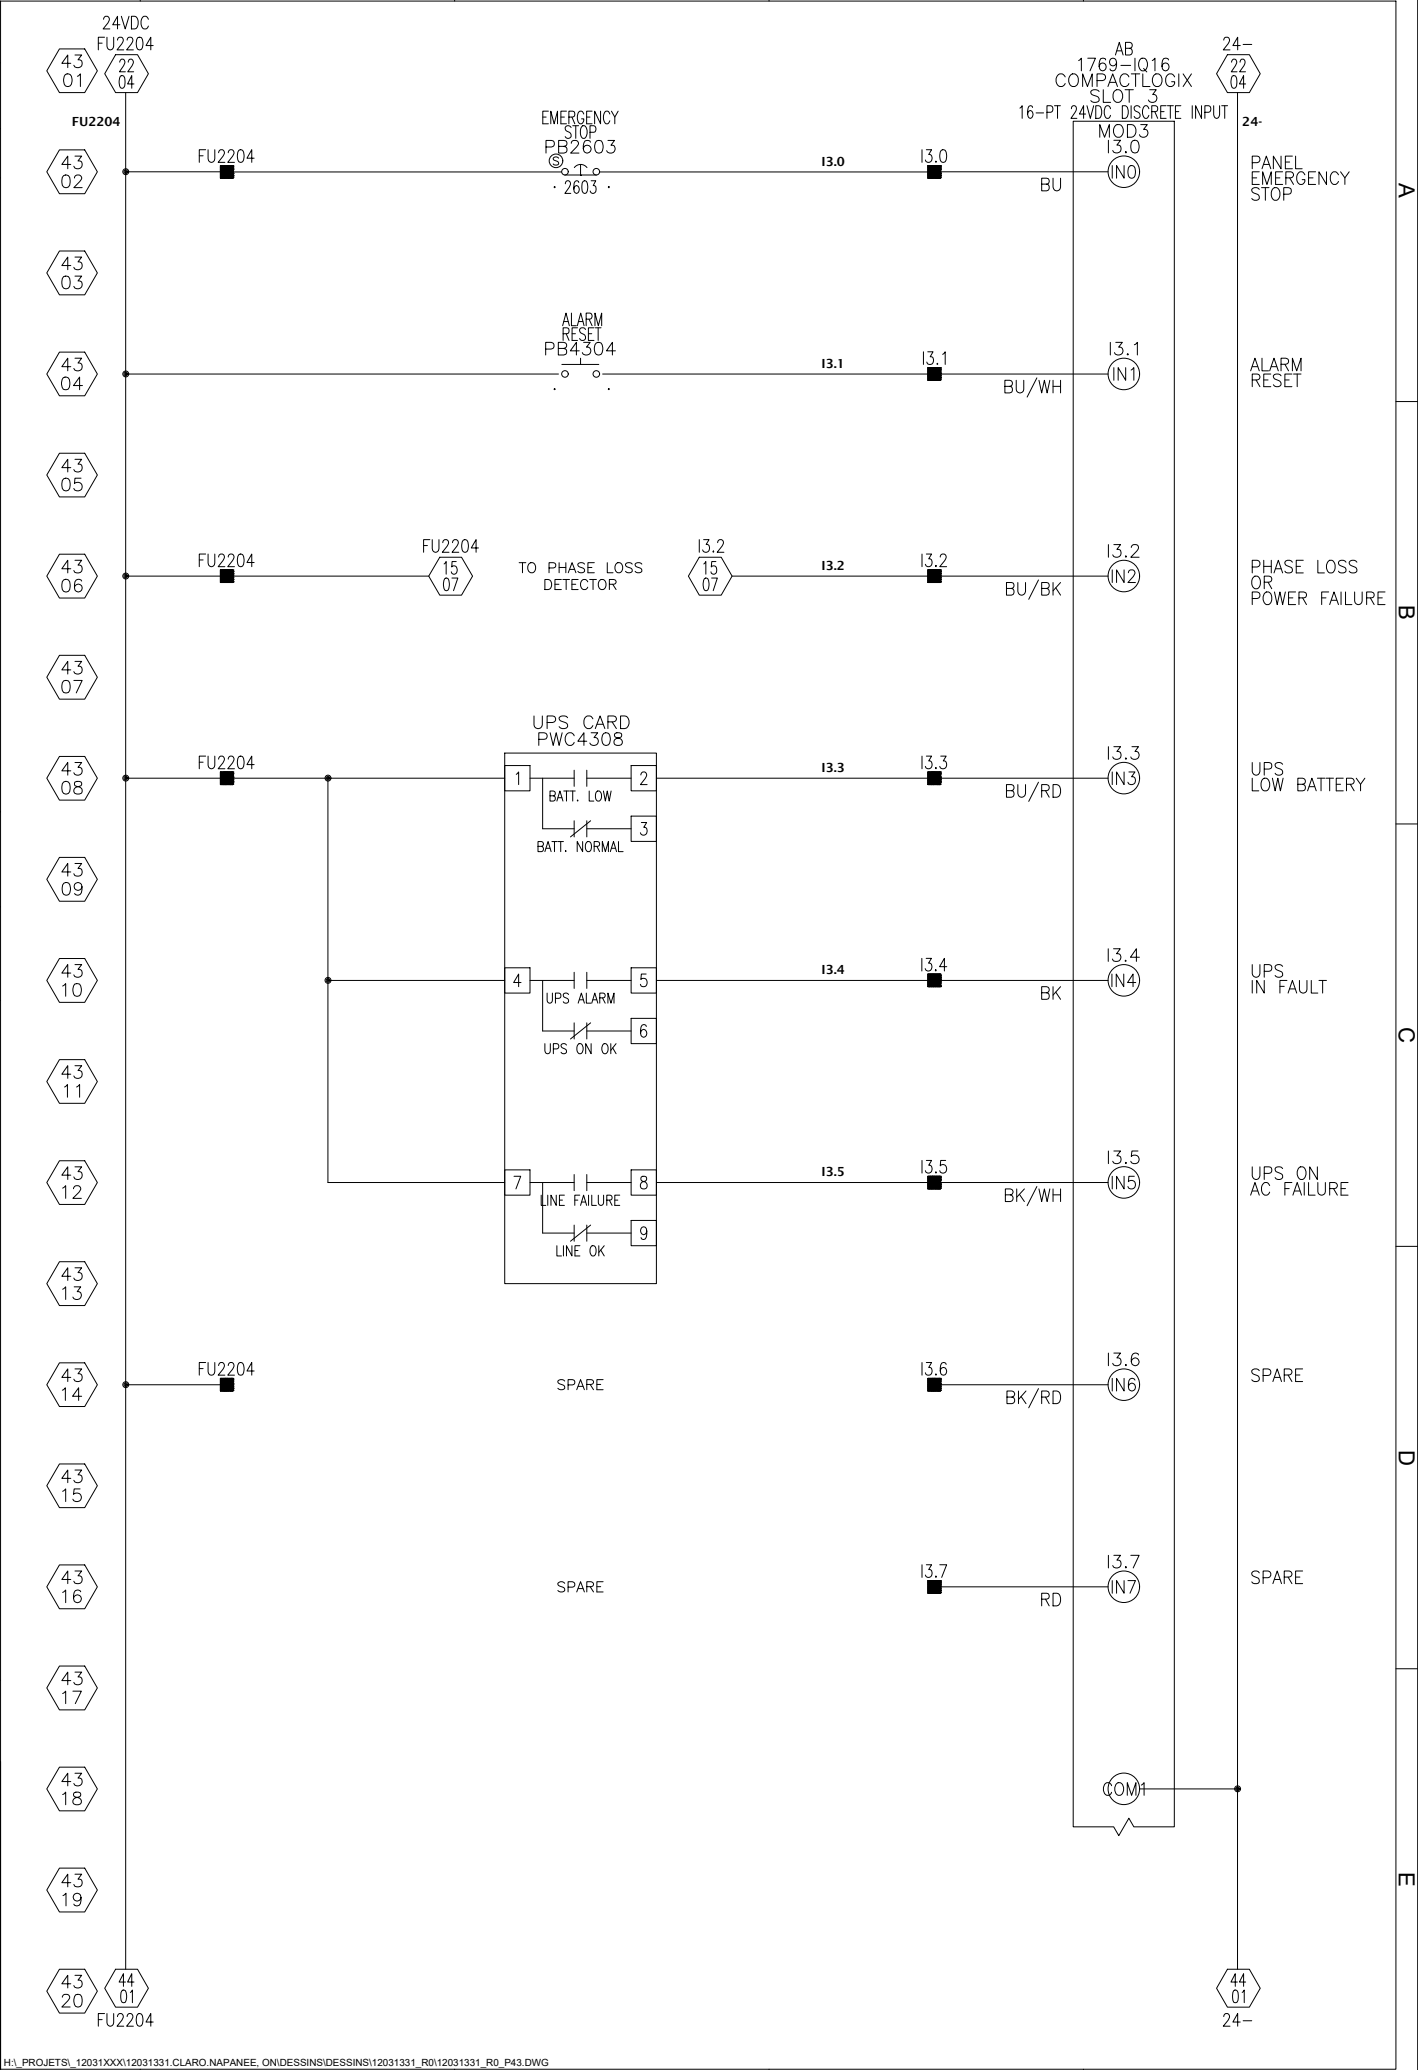 24VDC
FU2204
22
04
43
01
FU2204
AB
1769-IQ16
COMPACTLOGIX
SLOT 3
16-PT 24VDC DISCRETE INPUT
MOD3
24-
22
04
24-
43
02
FU2204
EMERGENCY
STOP
PB2603
S
. 2603 .
I3.0
I3.0
BU
I3.0
IN0
PANEL
EMERGENCY
STOP
A
43
03
43
04
ALARM
RESET
PB4304
. .
I3.1
I3.1
BU/WH
I3.1
IN1
ALARM
RESET
43
05
43
06
FU2204
FU2204
15
07
TO PHASE LOSS
DETECTOR
I3.2
15
07
I3.2
I3.2
BU/BK
I3.2
IN2
PHASE LOSS
OR
POWER FAILURE
B
43
07
UPS CARD
PWC4308
43
08
FU2204
1
BATT. LOW
2
3
BATT. NORMAL
I3.3
I3.3
BU/RD
I3.3
IN3
UPS
LOW BATTERY
43
09
43
10
4
UPS ALARM
5
6
UPS ON OK
I3.4
I3.4
BK
I3.4
IN4
UPS
IN FAULT
C
43
11
43
12
7
LINE FAILURE
8
9
LINE OK
I3.5
I3.5
BK/WH
I3.5
IN5
UPS ON
AC FAILURE
43
13
43
14
FU2204
SPARE
I3.6
BK/RD
I3.6
IN6
SPARE
D
43
15
43
16
SPARE
I3.7
RD
I3.7
IN7
SPARE
43
17
43
18
COM1
43
19
E
43
20
44
01
FU2204
44
01
24-
H:\_PROJETS\_12031XXX\12031331.CLARO.NAPANEE, ON\DESSINS\DESSINS\12031331_R0\12031331_R0_P43.DWG